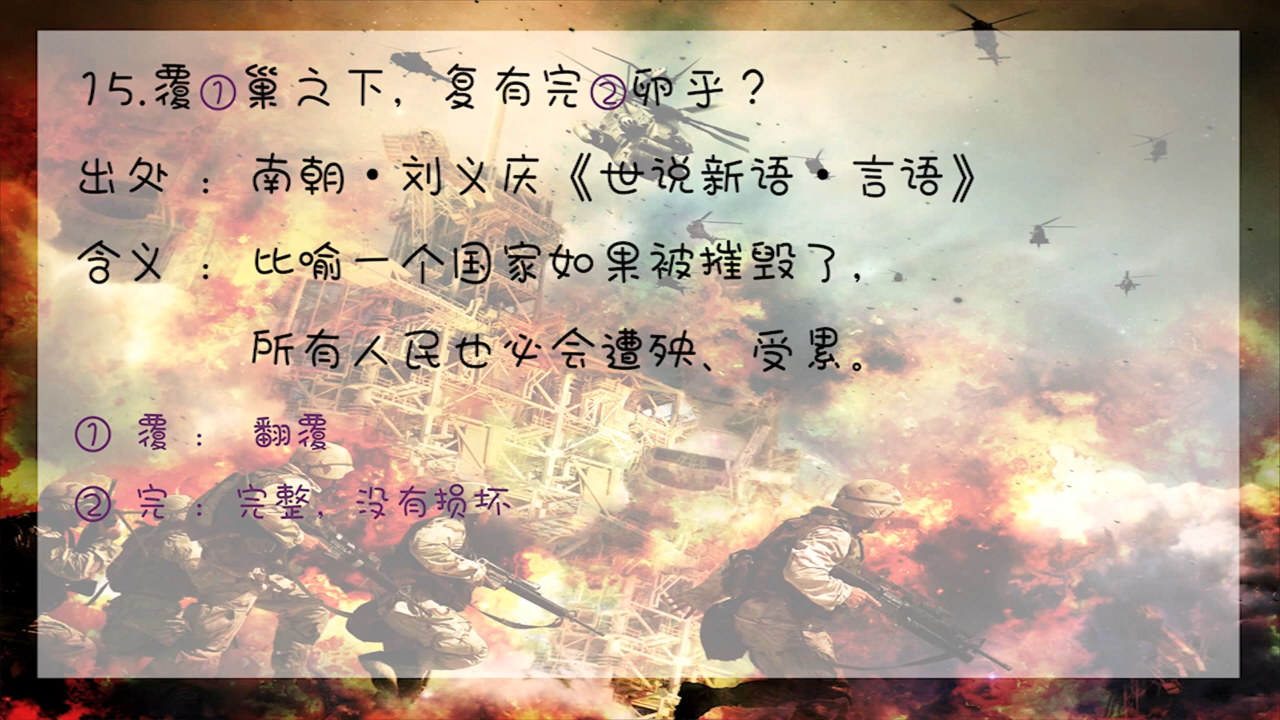 15.覆①巢之下，复有完②卵乎？
出处 ： 南朝·刘义庆《世说新语·言语》
含义 ： 比喻一个国家如果被摧毁了，
所有人民也必会遭殃、受累。
① 覆 ： 翻覆
② 完 ： 完整，没有损坏